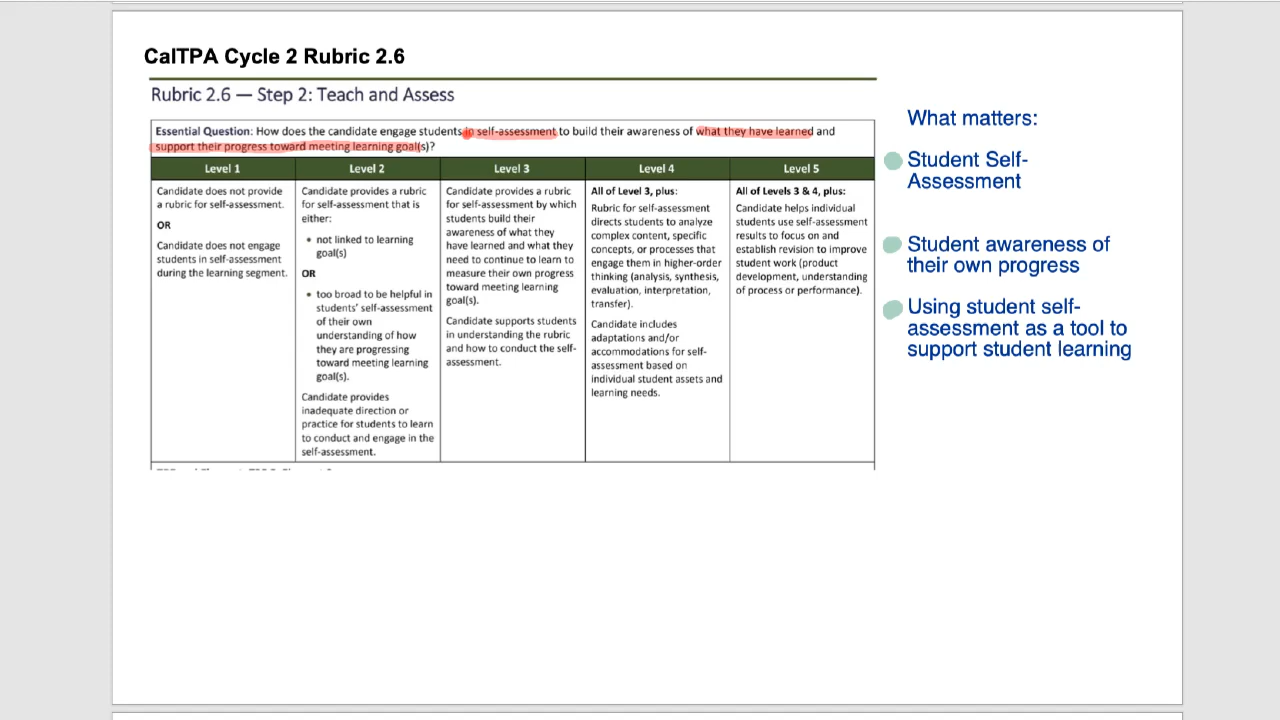 CalTPA Cycle 2 Rubric 2.6
Rubric 2.6 — Step 2: Teach and Assess
Essential Question: How does the candidate engage students in self-assessment to build their awareness of what they have learned and
support their progress toward meeting learning goal(s)?
Level 1
Level 2
Level 3
Level 4
Level 5
Candidate does not provide
a rubric for self-assessment.
OR
Candidate does not engage
students in self-assessment
during the learning segment.
Candidate provides a rubric
for self-assessment that is
either:
• not linked to learning
goal(s)
OR
• too broad to be helpful in
students' self-assessment
of their own
understanding of how
they are progressing
toward meeting learning
goal(s).
Candidate provides
inadequate direction or
practice for students to learn
to conduct and engage in the
self-assessment.
Candidate provides a rubric
for self-assessment by which
students build their
awareness of what they
have learned and what they
need to continue to learn to
measure their own progress
toward meeting learning
goal(s).
Candidate supports students
in understanding the rubric
and how to conduct the self-
assessment.
All of Level 3, plus:
Rubric for self-assessment
directs students to analyze
complex content, specific
concepts, or processes that
engage them in higher-order
thinking (analysis, synthesis,
evaluation, interpretation,
transfer).
Candidate includes
adaptations and/or
accommodations for self-
assessment based on
individual student assets and
learning needs.
All of Levels 3 & 4, plus:
Candidate helps individual
students use self-assessment
results to focus on and
establish revision to improve
student work (product
development, understanding
of process or performance).
What matters:
Student Self-
Assessment
Student awareness of
their own progress
Using student self-
assessment as a tool to
support student learning